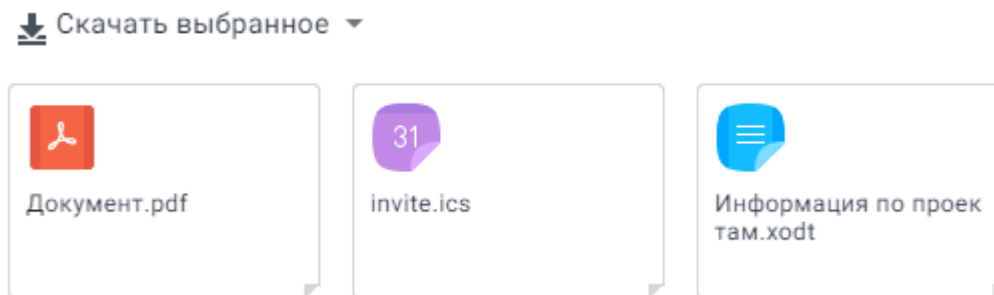 Скачать выбранное
31
Документ.pdf
invite.ics
Информация по проек
там.xodt